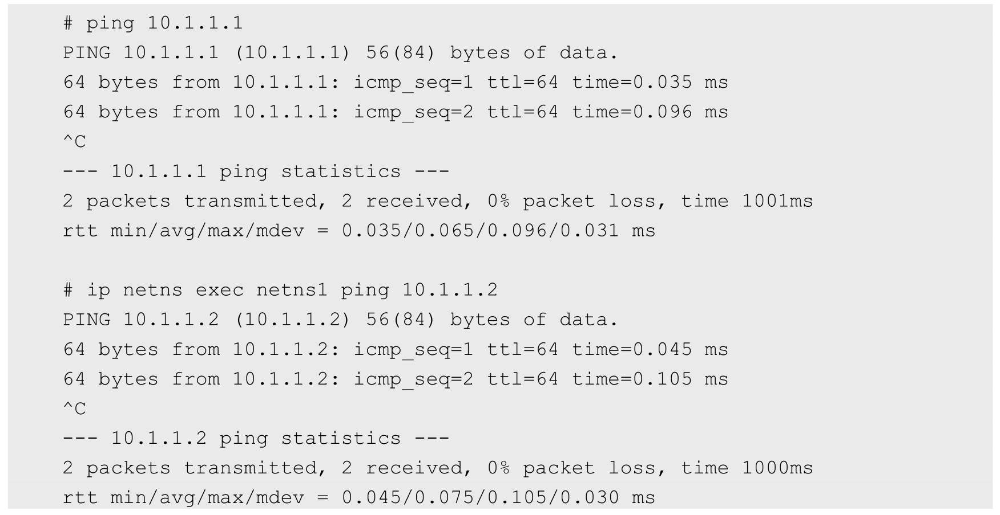 # ping 10.1.1.1
PING 10.1.1.1 (10.1.1.1) 56(84) bytes of data.
64 bytes from 10.1.1.1: icmp_seq=1 ttl=64 time=0.035 ms
64 bytes from 10.1.1.1: icmp_seq=2 ttl=64 time=0.096 ms
^C
--- 10.1.1.1 ping statistics ---
2 packets transmitted, 2 received, 0% packet loss, time 1001ms
rtt min/avg/max/mdev = 0.035/0.065/0.096/0.031 ms
# ip netns exec netns1 ping 10.1.1.2
PING 10.1.1.2 (10.1.1.2) 56(84) bytes of data.
64 bytes from 10.1.1.2: icmp_seq=1 ttl=64 time=0.045 ms
64 bytes from 10.1.1.2: icmp_seq=2 ttl=64 time=0.105 ms
^C
--- 10.1.1.2 ping statistics ---
2 packets transmitted, 2 received, 0% packet loss, time 1000ms
rtt min/avg/max/mdev = 0.045/0.075/0.105/0.030 ms